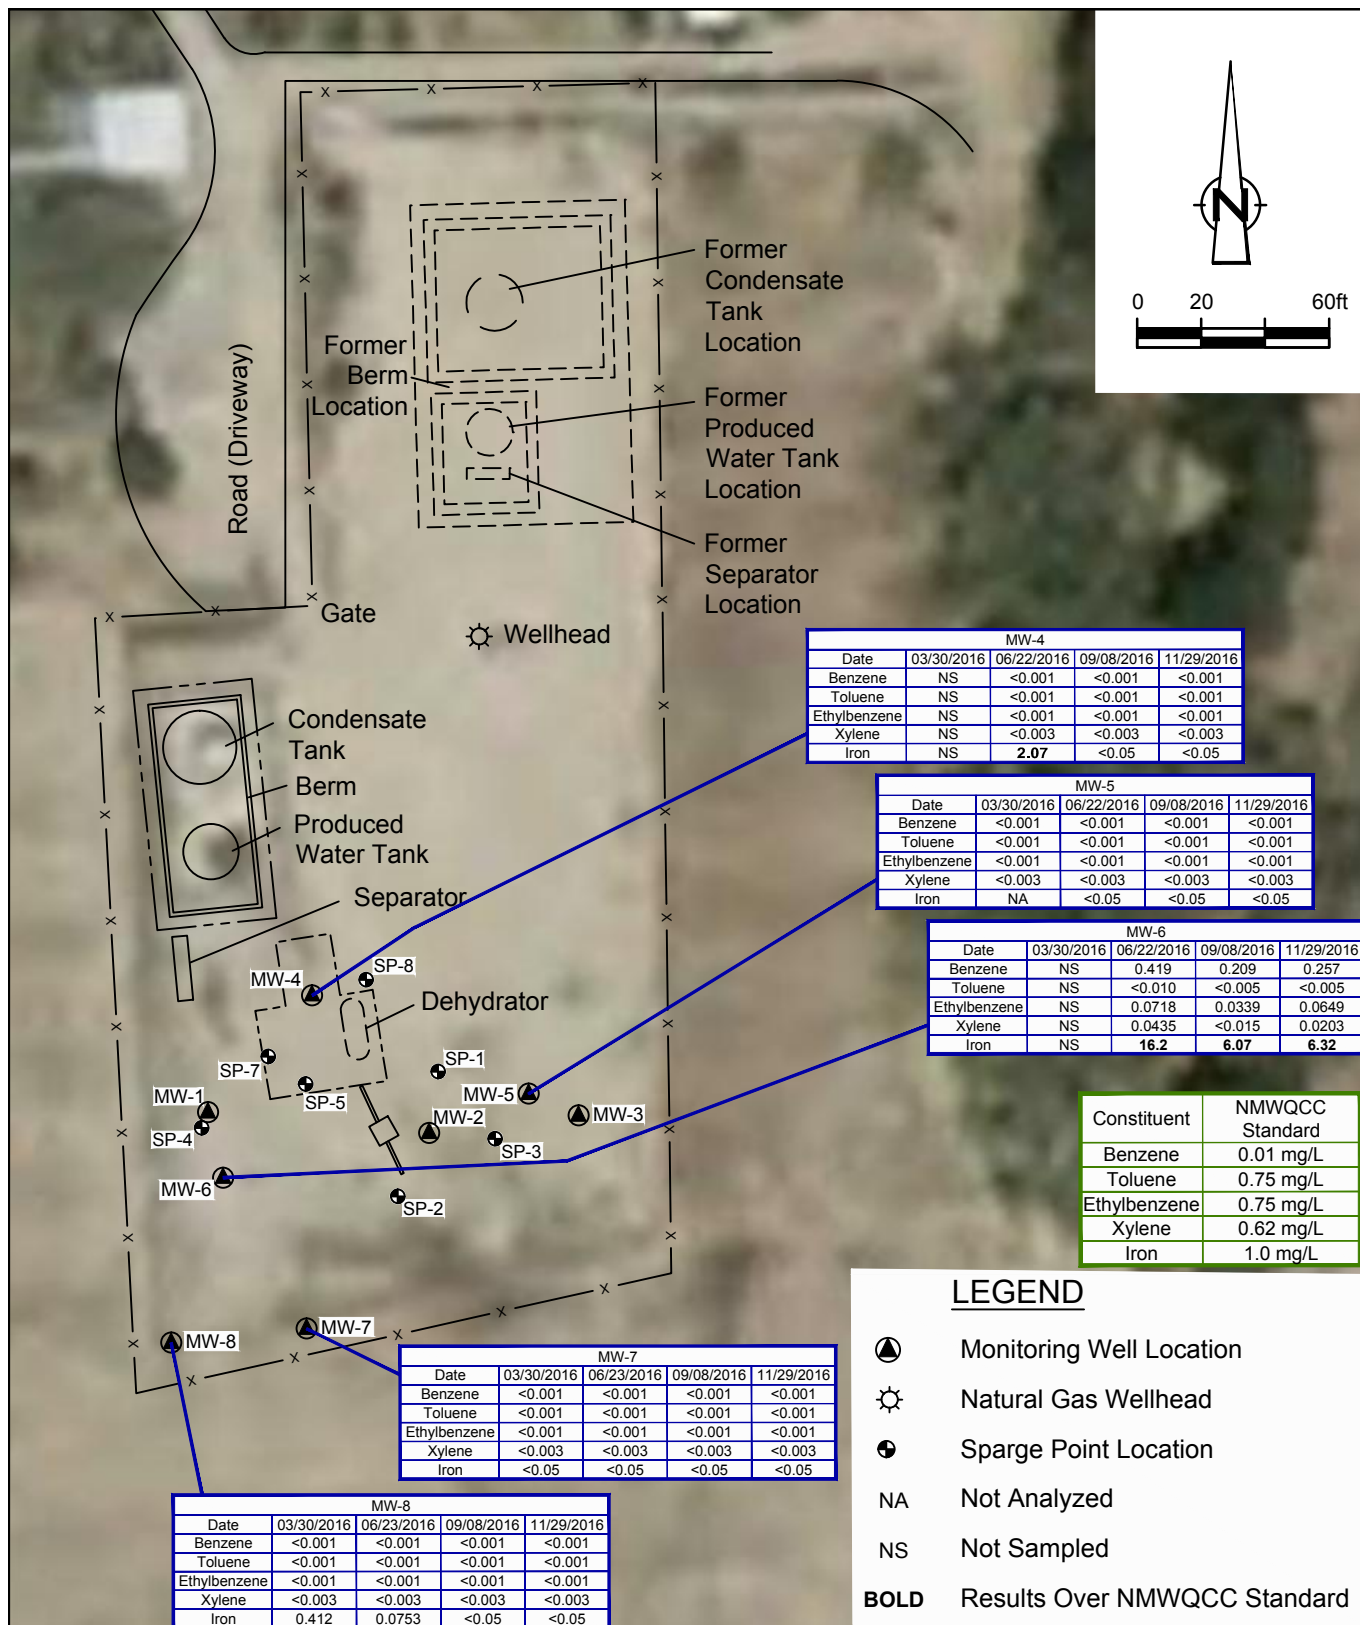 N
0 20 60ft
Former
Condensate
Tank
Location
Former
Berm
Location
Former
Produced
Water Tank
Location
Former
Separator
Location
Road (Driveway)
Gate
Wellhead
Condensate
Tank
Berm
Produced
Water Tank
Separator
Dehydrator
MW-4
SP-8
SP-7
SP-5
SP-1
MW-5
MW-3
MW-1
SP-4
MW-2
SP-3
MW-6
SP-2
MW-8
MW-7
MW-4
Date 03/30/2016 06/22/2016 09/08/2016 11/29/2016
Benzene NS <0.001 <0.001 <0.001
Toluene NS <0.001 <0.001 <0.001
Ethylbenzene NS <0.001 <0.001 <0.001
Xylene NS <0.003 <0.003 <0.003
Iron NS 2.07 <0.05 <0.05
MW-5
Date 03/30/2016 06/22/2016 09/08/2016 11/29/2016
Benzene <0.001 <0.001 <0.001 <0.001
Toluene <0.001 <0.001 <0.001 <0.001
Ethylbenzene <0.001 <0.001 <0.001 <0.001
Xylene <0.003 <0.003 <0.003 <0.003
Iron NA <0.05 <0.05 <0.05
MW-6
Date 03/30/2016 06/22/2016 09/08/2016 11/29/2016
Benzene NS 0.419 0.209 0.257
Toluene NS <0.010 <0.005 <0.005
Ethylbenzene NS 0.0718 0.0339 0.0649
Xylene NS 0.0435 <0.015 0.0203
Iron NS 16.2 6.07 6.32
Constituent NMWQCC Standard
Benzene 0.01 mg/L
Toluene 0.75 mg/L
Ethylbenzene 0.75 mg/L
Xylene 0.62 mg/L
Iron 1.0 mg/L
MW-7
Date 03/30/2016 06/23/2016 09/08/2016 11/29/2016
Benzene <0.001 <0.001 <0.001 <0.001
Toluene <0.001 <0.001 <0.001 <0.001
Ethylbenzene <0.001 <0.001 <0.001 <0.001
Xylene <0.003 <0.003 <0.003 <0.003
Iron <0.05 <0.05 <0.05 <0.05
MW-8
Date 03/30/2016 06/23/2016 09/08/2016 11/29/2016
Benzene <0.001 <0.001 <0.001 <0.001
Toluene <0.001 <0.001 <0.001 <0.001
Ethylbenzene <0.001 <0.001 <0.001 <0.001
Xylene <0.003 <0.003 <0.003 <0.003
Iron 0.412 0.0753 <0.05 <0.05
LEGEND
Monitoring Well Location
Natural Gas Wellhead
Sparge Point Location
NA Not Analyzed
NS Not Sampled
BOLD Results Over NMWQCC Standard